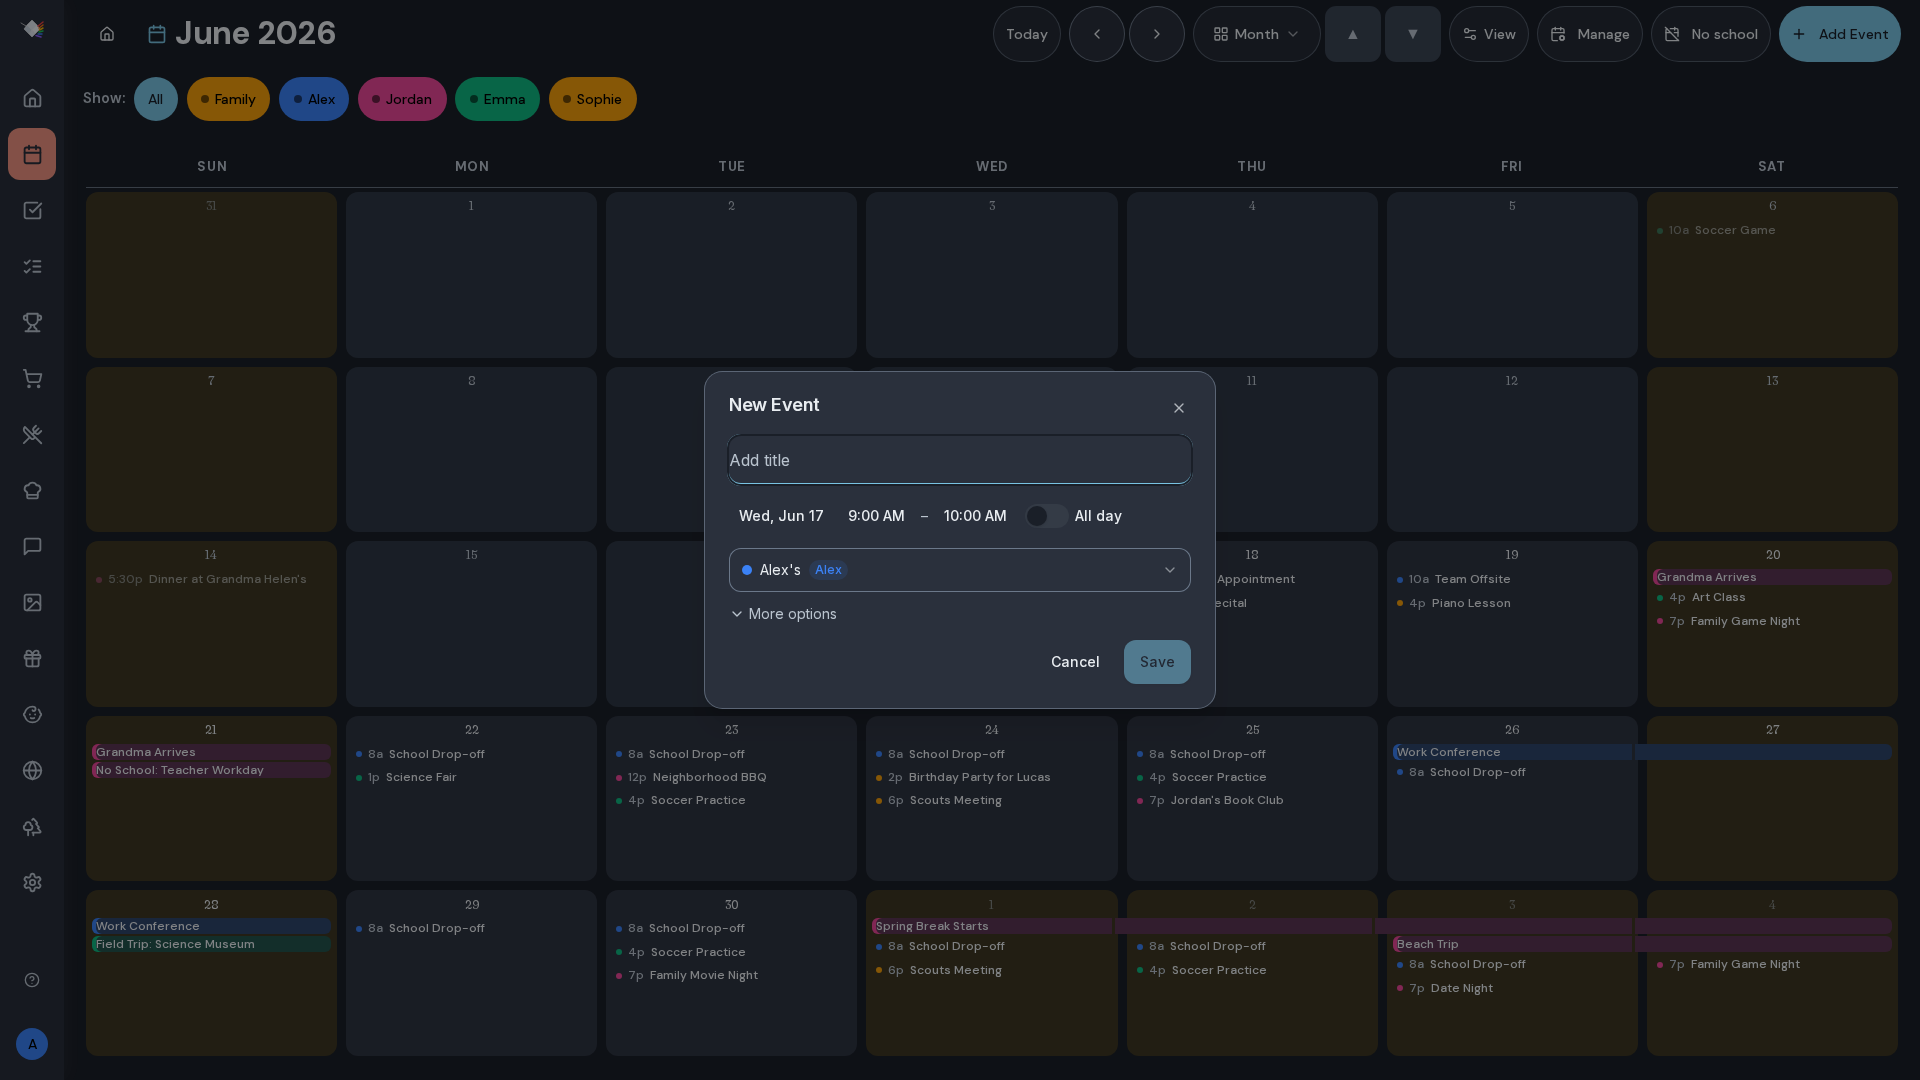 June 2026
Today
Month
View
Manage
No school
Add Event
Show:
All
Family
Alex
Jordan
Emma
Sophie
SUN MON TUE WED THU FRI SAT
31 1 2 3 4 5 6
10a Soccer Game
7 8 11 12 13
14 15 18 19 20
5:30p Dinner at Grandma Helen's
Appointment
10a Team Offsite
4p Piano Lesson
Grandma Arrives
4p Art Class
7p Family Game Night
New Event
Add title
Wed, Jun 17 9:00 AM – 10:00 AM All day
Alex's Alex
More options
Cancel
Save
21 22 23 24 25 26 27
Grandma Arrives
No School: Teacher Workday
8a School Drop-off
1p Science Fair
8a School Drop-off
12p Neighborhood BBQ
4p Soccer Practice
8a School Drop-off
2p Birthday Party for Lucas
6p Scouts Meeting
8a School Drop-off
4p Soccer Practice
7p Jordan's Book Club
Work Conference
8a School Drop-off
28 29 30 1 2 3 4
Work Conference
Field Trip: Science Museum
8a School Drop-off
8a School Drop-off
4p Soccer Practice
7p Family Movie Night
Spring Break Starts
8a School Drop-off
6p Scouts Meeting
8a School Drop-off
4p Soccer Practice
Beach Trip
8a School Drop-off
7p Date Night
7p Family Game Night
A